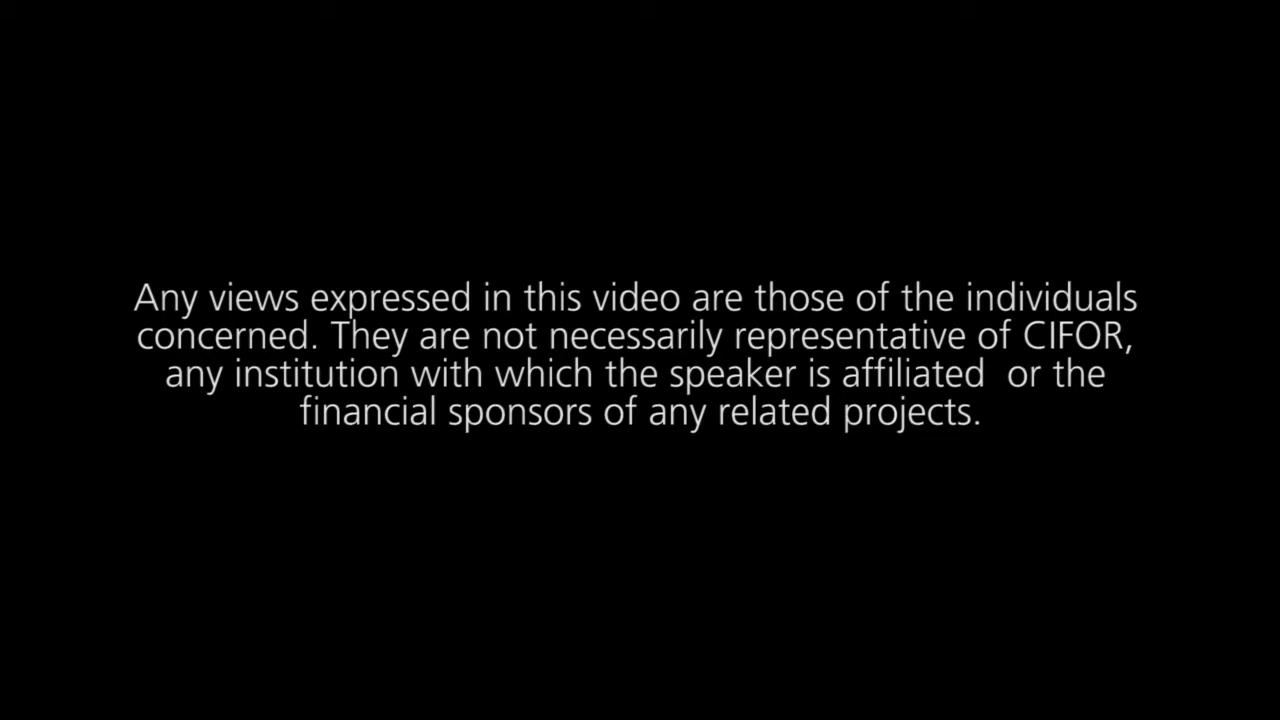 Any views expressed in this video are those of the individuals
concerned. They are not necessarily representative of CIFOR,
any institution with which the speaker is affiliated  or the
financial sponsors of any related projects.